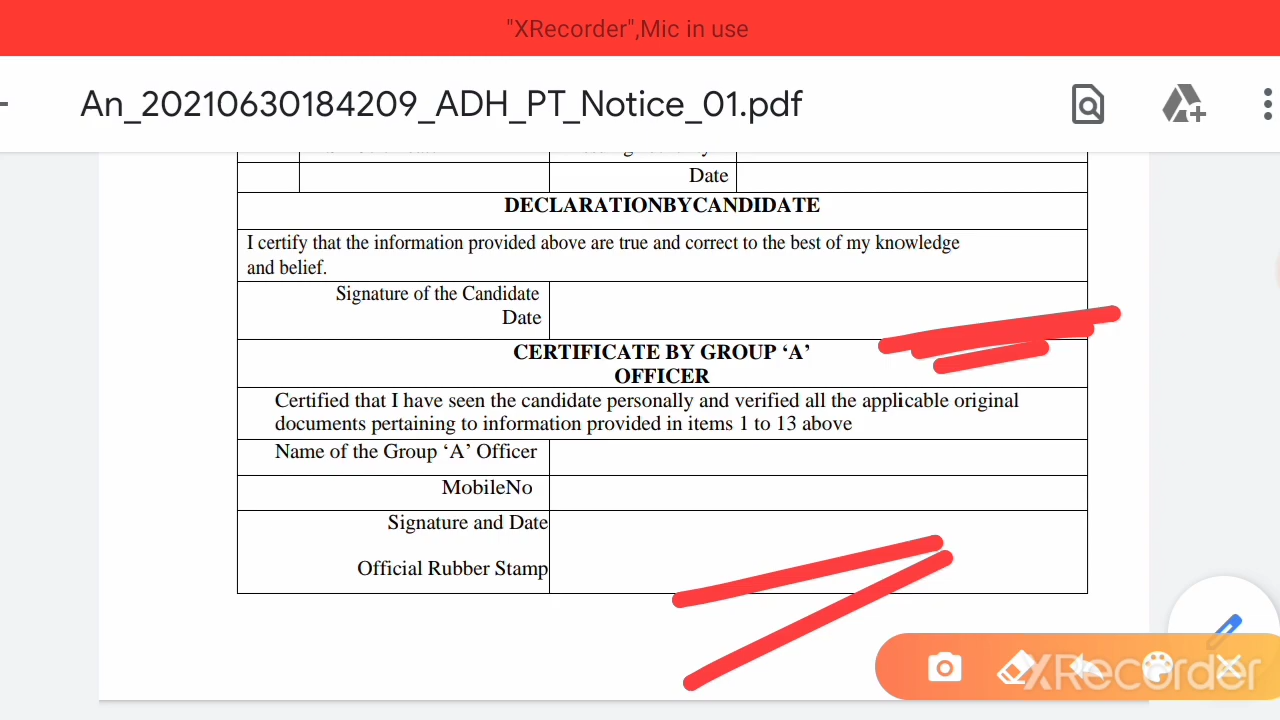 "XRecorder",Mic in use
An_20210630184209_ADH_PT_Notice_01.pdf
Date
DECLARATIONBYCANDIDATE
I certify that the information provided above are true and correct to the best of my knowledge
and belief.
Signature of the Candidate
Date
CERTIFICATE BY GROUP ‘A’
OFFICER
Certified that I have seen the candidate personally and verified all the applicable original
documents pertaining to information provided in items 1 to 13 above
Name of the Group ‘A’ Officer
MobileNo
Signature and Date
Official Rubber Stamp
XRecorder